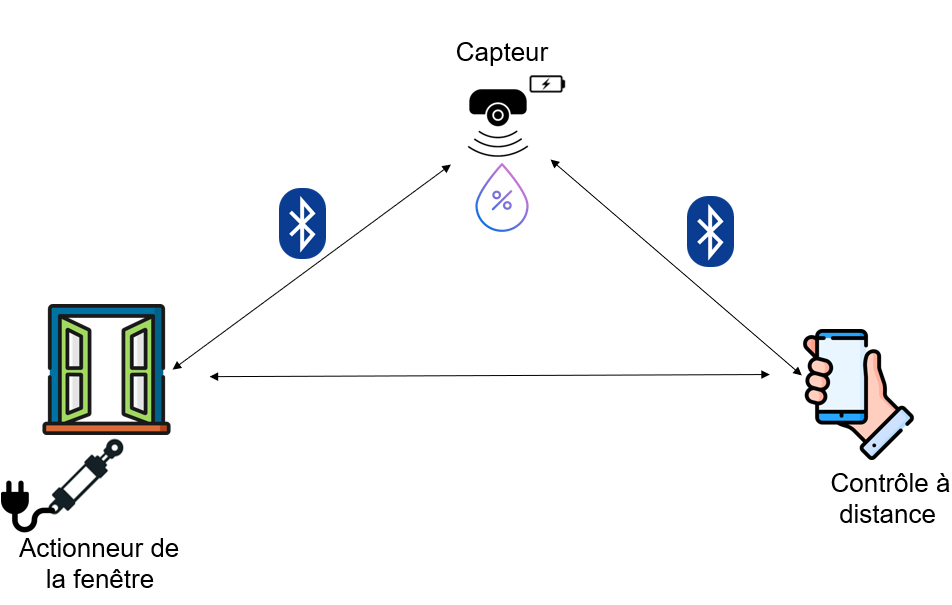 Capteur
%
Contrôle à
distance
Actionneur de
la fenêtre